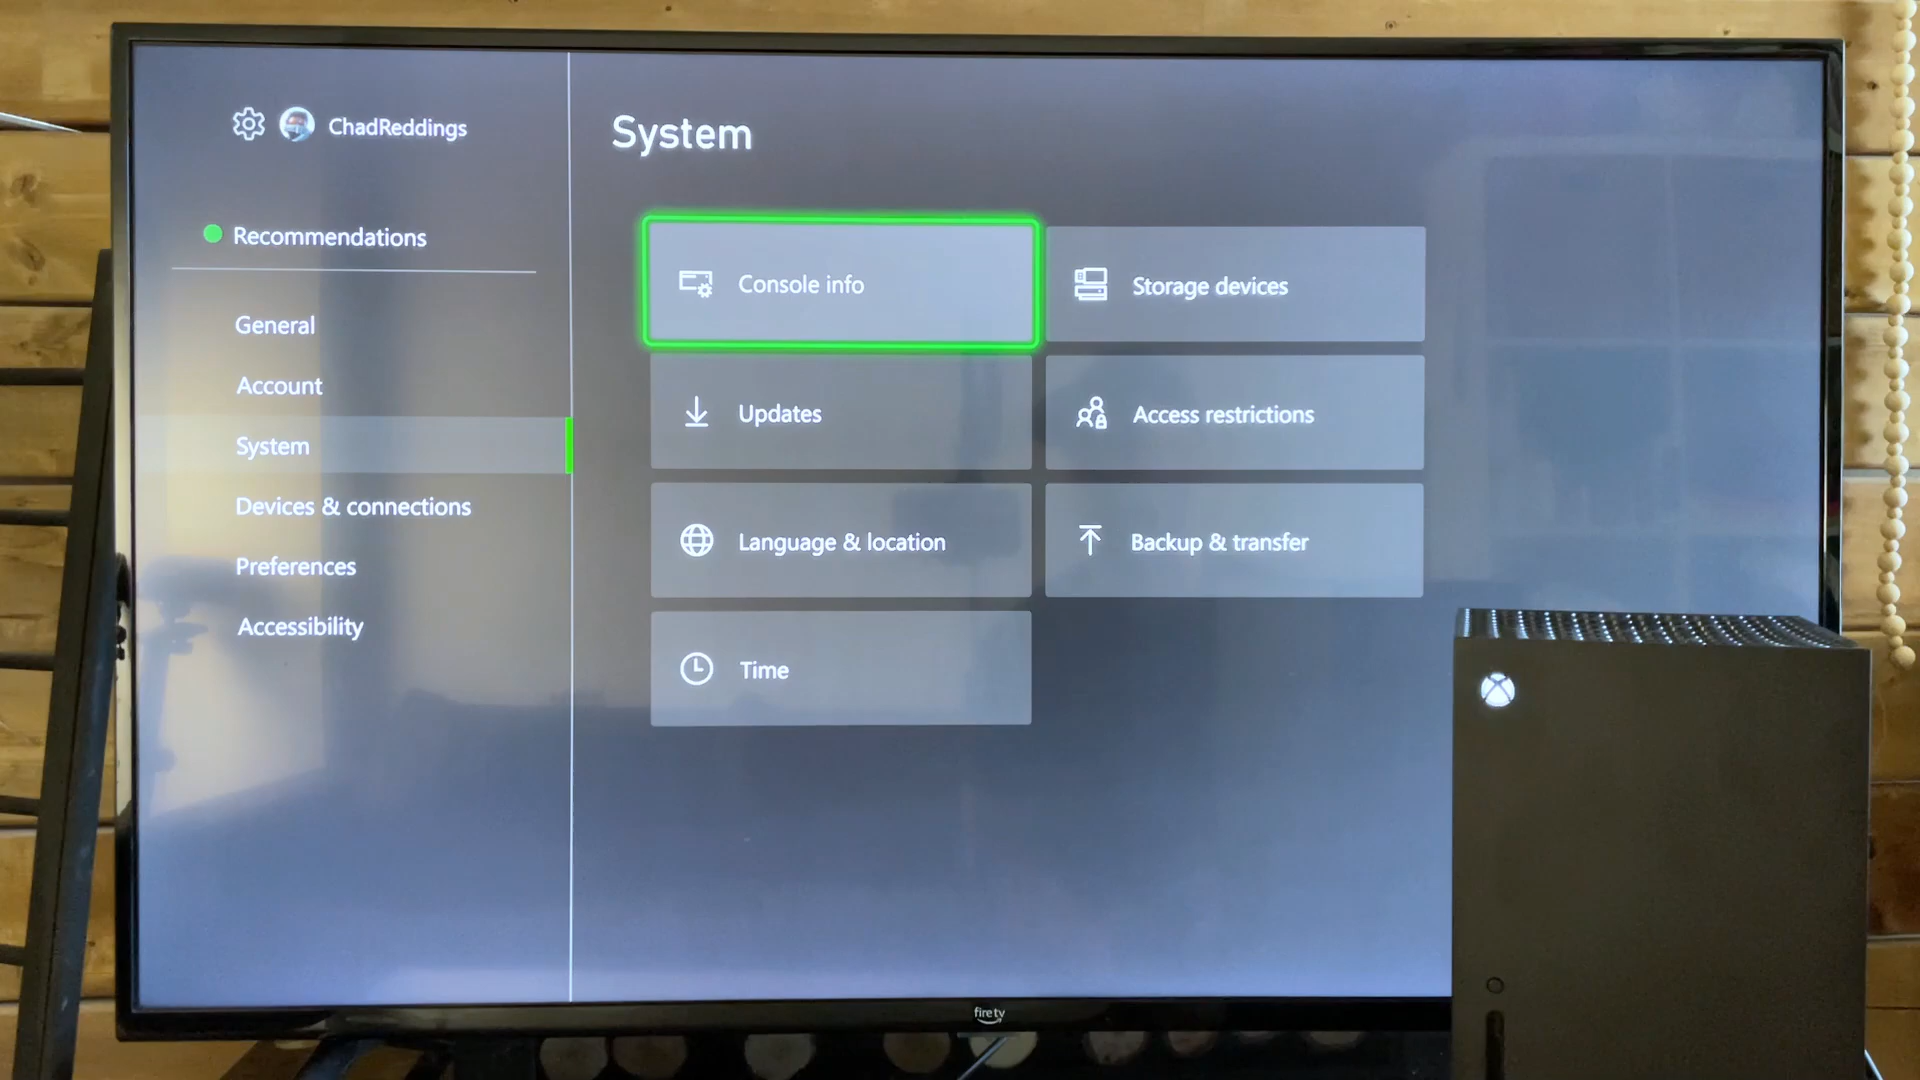 ChadReddings
System
Recommendations
General
Account
System
Devices & connections
Preferences
Accessibility
Console info
Storage devices
Updates
Access restrictions
Language & location
Backup & transfer
Time
firetv